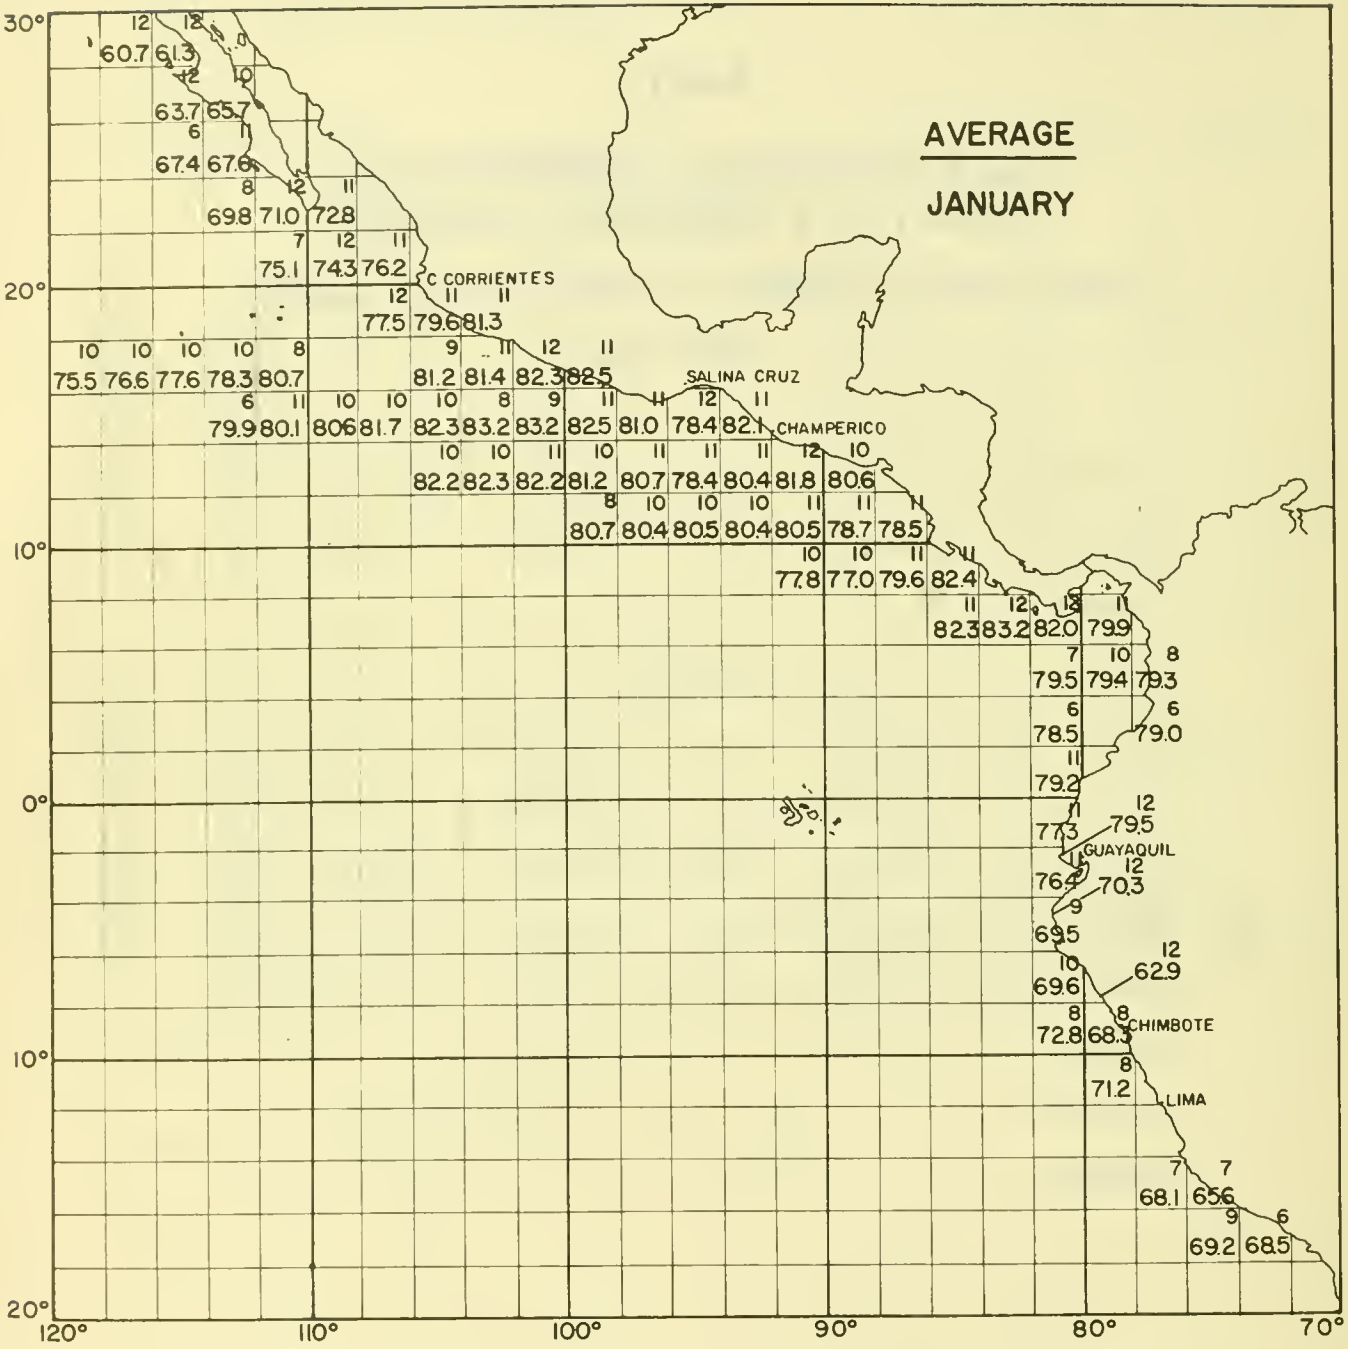 30°
12 12
60.7 61.3
12 10
AVERAGE
63.7 65.7
6 11
67.4 67.6
8 12 11
JANUARY
69.8 71.0 72.8
7 12 11
75.1 74.3 76.2
C CORRIENTES
20°
12 11 11
77.5 79.6 81.3
10 10 10 10 8 9 11 12 11
75.5 76.6 77.6 78.3 80.7 81.2 81.4 82.3 82.5
SALINA CRUZ
6 11 10 10 10 8 9 11 11 12 11
79.9 80.1 80.6 81.7 82.3 83.2 83.2 82.5 81.0 78.4 82.1
CHAMPERICO
10 10 11 10 11 11 11 12 10
82.2 82.3 82.2 81.2 80.7 78.4 80.4 81.8 80.6
8 10 10 10 11 11 11
80.7 80.4 80.5 80.4 80.5 78.7 78.5
10°
10 10 11 11
77.8 77.0 79.6 82.4
11 12 12 11
82.3 83.2 82.0 79.9
7 10 8
79.5 79.4 79.3
6 6
78.5 79.0
11
79.2
0°
11 12
77.3 79.5
GUAYAQUIL
11 12
76.4 70.3
9
69.5
12
10 62.9
69.6
8 8
CHIMBOTE
72.8 68.3
10°
8
71.2
LIMA
7 7
68.1 65.6
9 6
69.2 68.5
20°
120° 110° 100° 90° 80° 70°